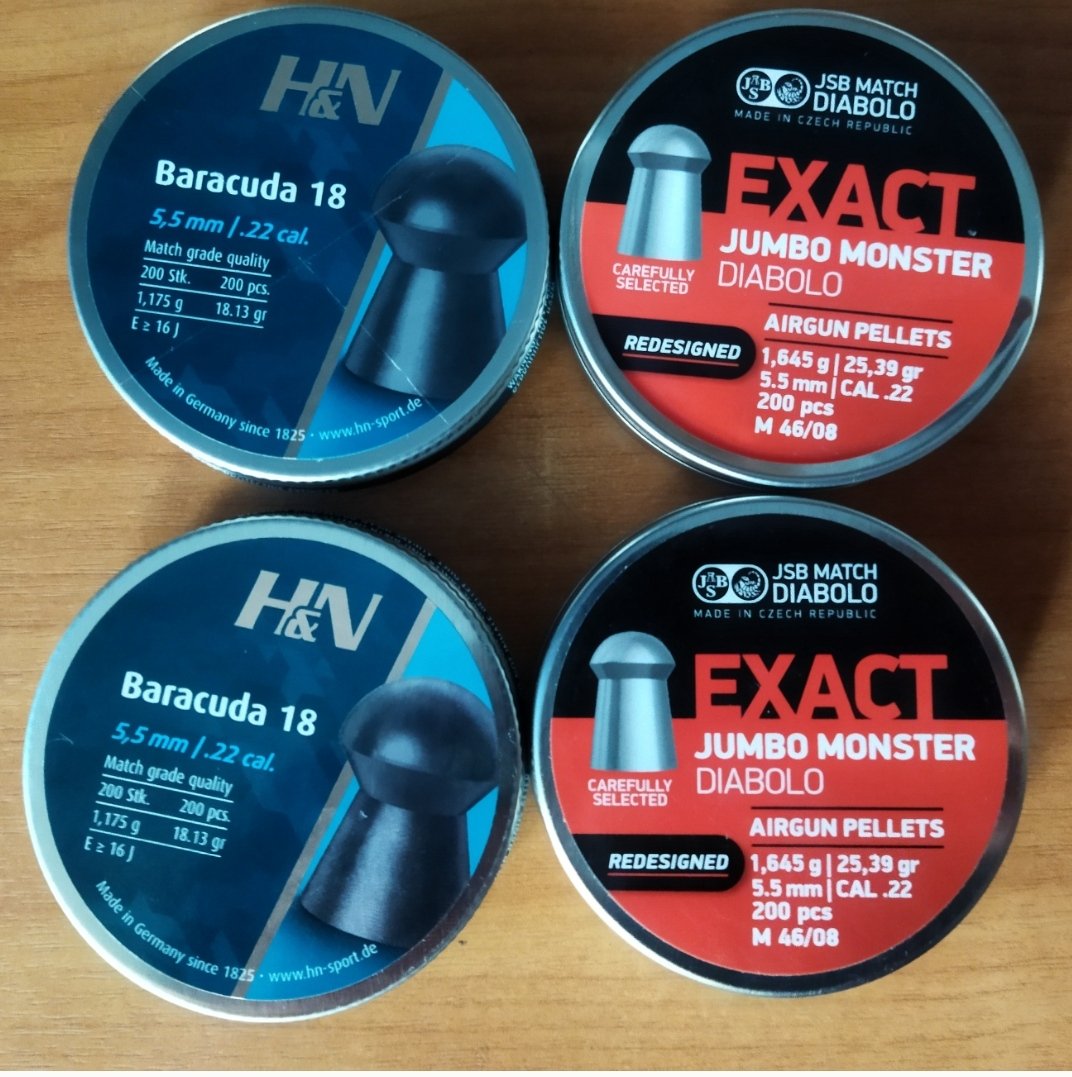 H&N
Baracuda 18
5,5 mm / .22 cal.
Match grade quality
200 Stk. 200 pcs.
1,175 g 18.13 gr
E ≥ 16 J
Made in Germany since 1825 · www.hn-sport.de
JSB
JSB MATCH
DIABOLO
MADE IN CZECH REPUBLIC
EXACT
JUMBO MONSTER
DIABOLO
CAREFULLY
SELECTED
AIRGUN PELLETS
REDESIGNED
1,645 g | 25,39 gr
5.5 mm | CAL .22
200 pcs
M 46/08
H&N
Baracuda 18
5,5 mm / .22 cal.
Match grade quality
200 Stk. 200 pcs.
1,175 g 18.13 gr
E ≥ 16 J
Made in Germany since 1825 · www.hn-sport.de
JSB
JSB MATCH
DIABOLO
MADE IN CZECH REPUBLIC
EXACT
JUMBO MONSTER
DIABOLO
CAREFULLY
SELECTED
AIRGUN PELLETS
REDESIGNED
1,645 g | 25,39 gr
5.5 mm | CAL .22
200 pcs
M 46/08